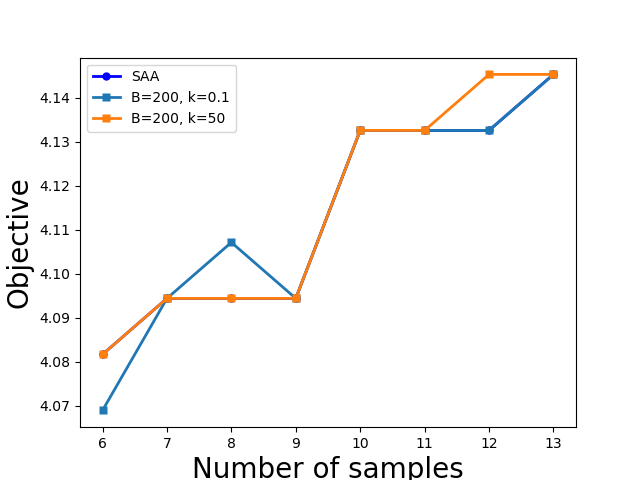 SAA
B=200, k=0.1
B=200, k=50
Objective
4.14
4.13
4.12
4.11
4.10
4.09
4.08
4.07
6 7 8 9 10 11 12 13
Number of samples